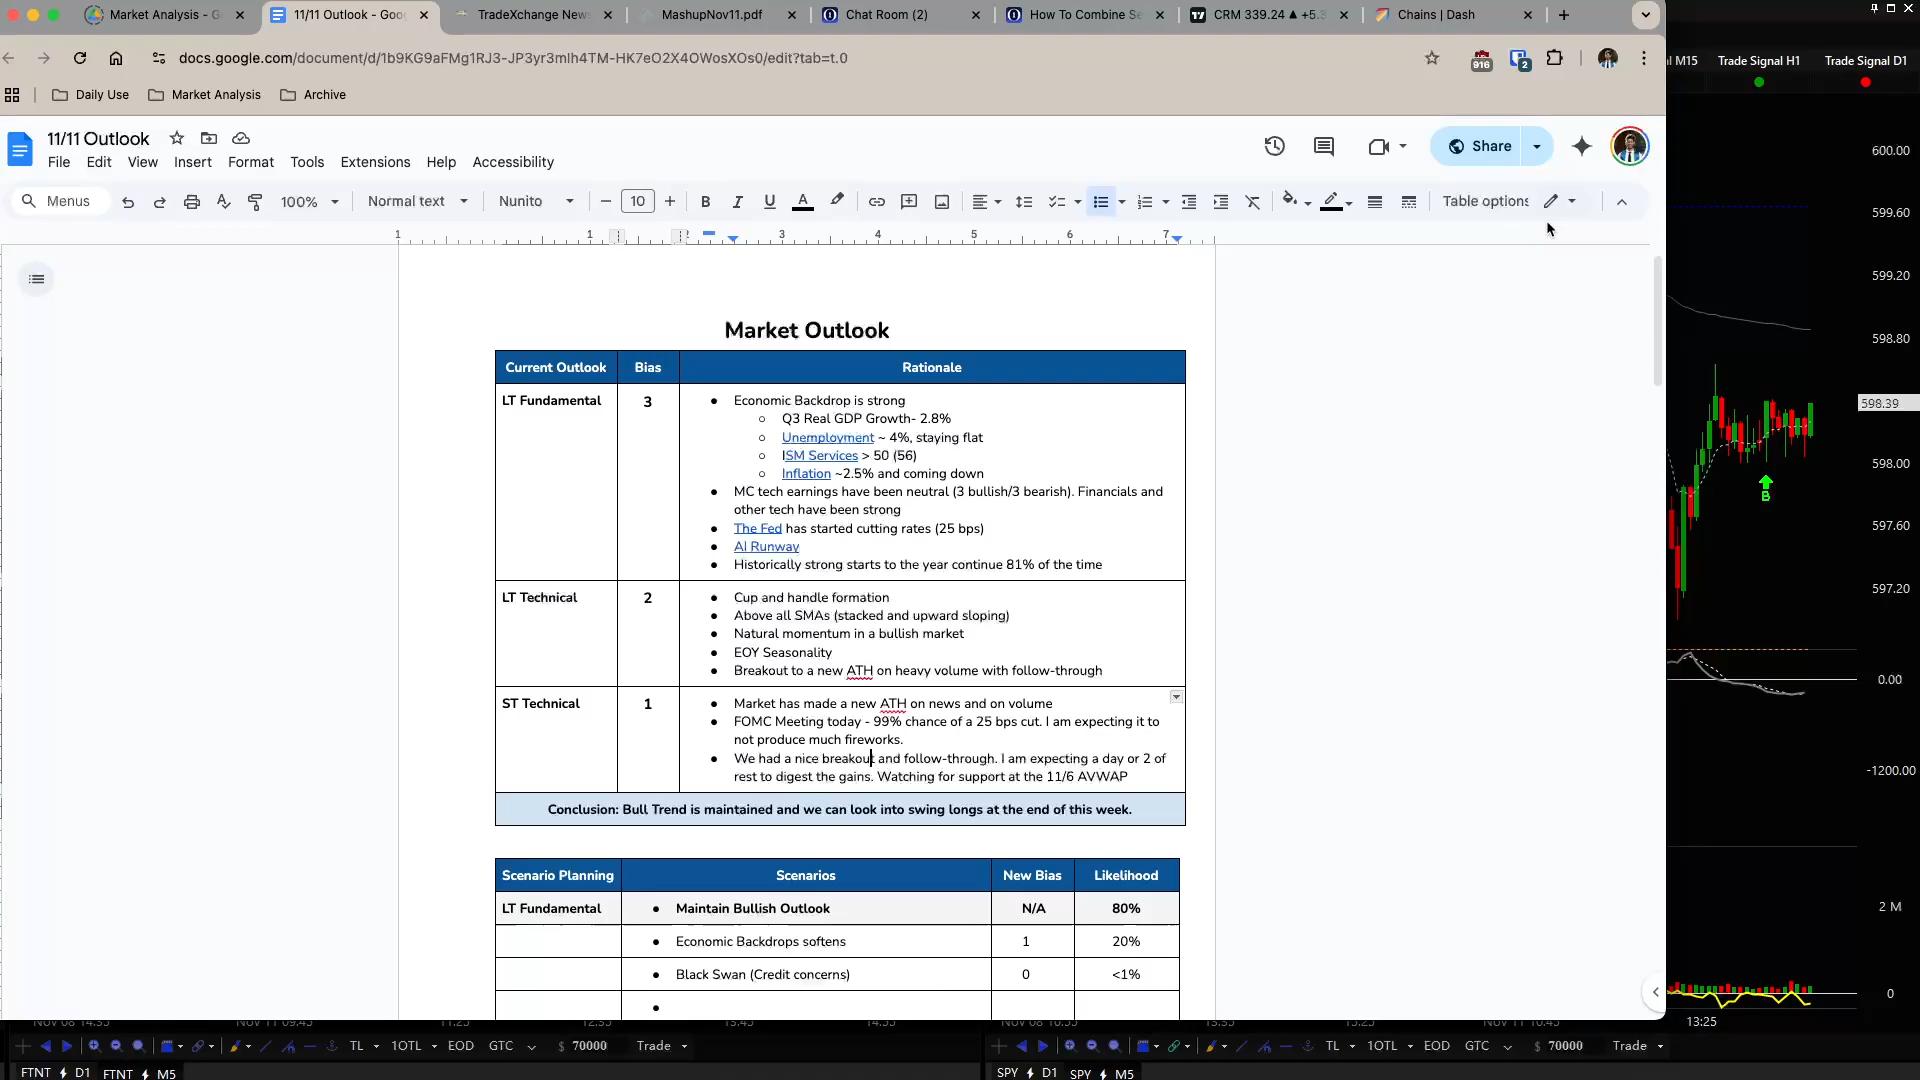 Market Analysis - G
11/11 Outlook - Goo
TradeXchange New
MashupNov11.pdf
Chat Room (2)
How To Combine Se
CRM 339.24 ▲ +5.3
Chains | Dash
docs.google.com/document/d/1b9KG9aFMg1RJ3-JP3yr3mlh4TM-HK7eO2X4OWosXOs0/edit?tab=t.0
916
2
Daily Use
Market Analysis
Archive
11/11 Outlook
File Edit View Insert Format Tools Extensions Help Accessibility
Share
Menus
100%
Normal text
Nunito
10
Table options
1 1 2 3 4 5 6 7
Market Outlook
Current Outlook Bias Rationale
LT Fundamental 3
● Economic Backdrop is strong
○ Q3 Real GDP Growth- 2.8%
○ Unemployment ~ 4%, staying flat
○ ISM Services > 50 (56)
○ Inflation ~2.5% and coming down
● MC tech earnings have been neutral (3 bullish/3 bearish). Financials and
other tech have been strong
● The Fed has started cutting rates (25 bps)
● AI Runway
● Historically strong starts to the year continue 81% of the time
LT Technical 2
● Cup and handle formation
● Above all SMAs (stacked and upward sloping)
● Natural momentum in a bullish market
● EOY Seasonality
● Breakout to a new ATH on heavy volume with follow-through
ST Technical 1
● Market has made a new ATH on news and on volume
● FOMC Meeting today - 99% chance of a 25 bps cut. I am expecting it to
not produce much fireworks.
● We had a nice breakout and follow-through. I am expecting a day or 2 of
rest to digest the gains. Watching for support at the 11/6 AVWAP
Conclusion: Bull Trend is maintained and we can look into swing longs at the end of this week.
Scenario Planning Scenarios New Bias Likelihood
LT Fundamental ● Maintain Bullish Outlook N/A 80%
● Economic Backdrops softens 1 20%
● Black Swan (Credit concerns) 0 <1%
●
M15 Trade Signal H1 Trade Signal D1
600.00
599.60
599.20
598.80
598.39
598.00
597.60
597.20
B
0.00
-1200.00
2 M
0
13:25
TL 1OTL EOD GTC $ 70000 Trade
TL 1OTL EOD GTC $ 70000 Trade
FTNT D1 FTNT M5
SPY D1 SPY M5